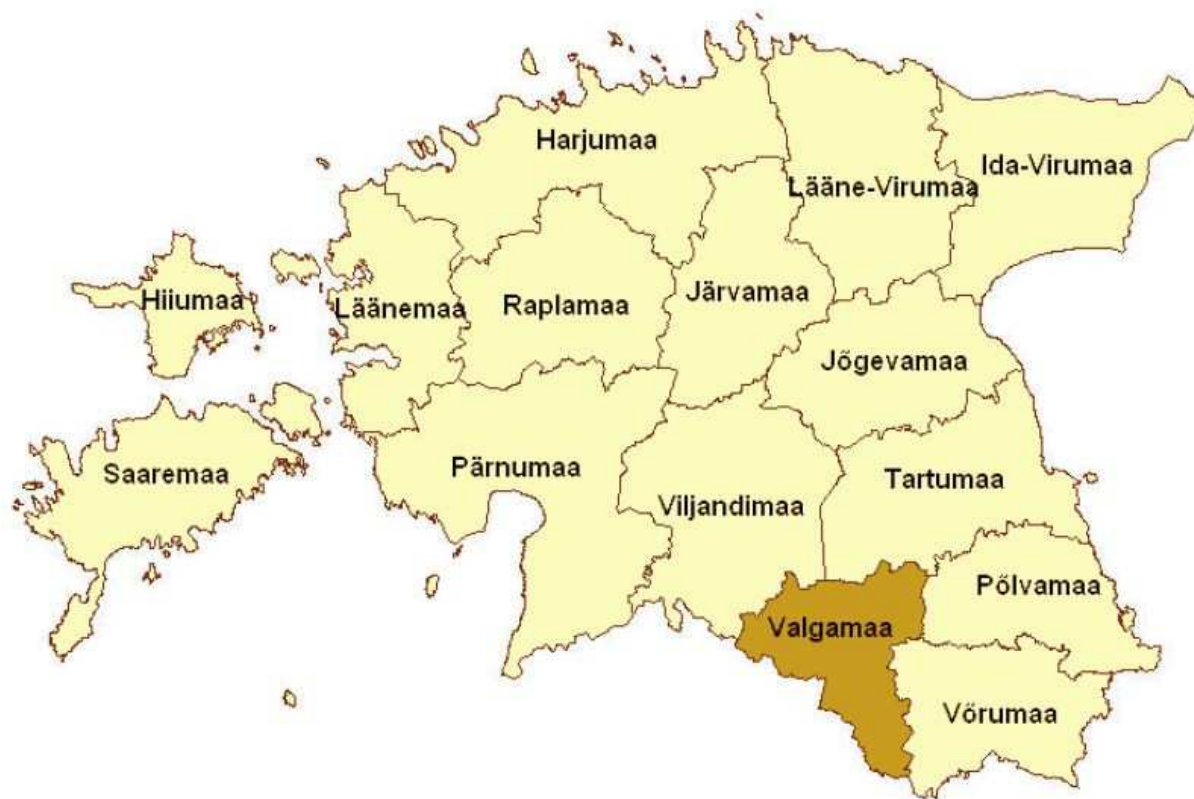 Harjumaa
Ida-Virumaa
Lääne-Virumaa
Hiiumaa
Läänemaa
Raplamaa
Järvamaa
Jõgevamaa
Saaremaa
Pärnumaa
Viljandimaa
Tartumaa
Põlvamaa
Valgamaa
Võrumaa